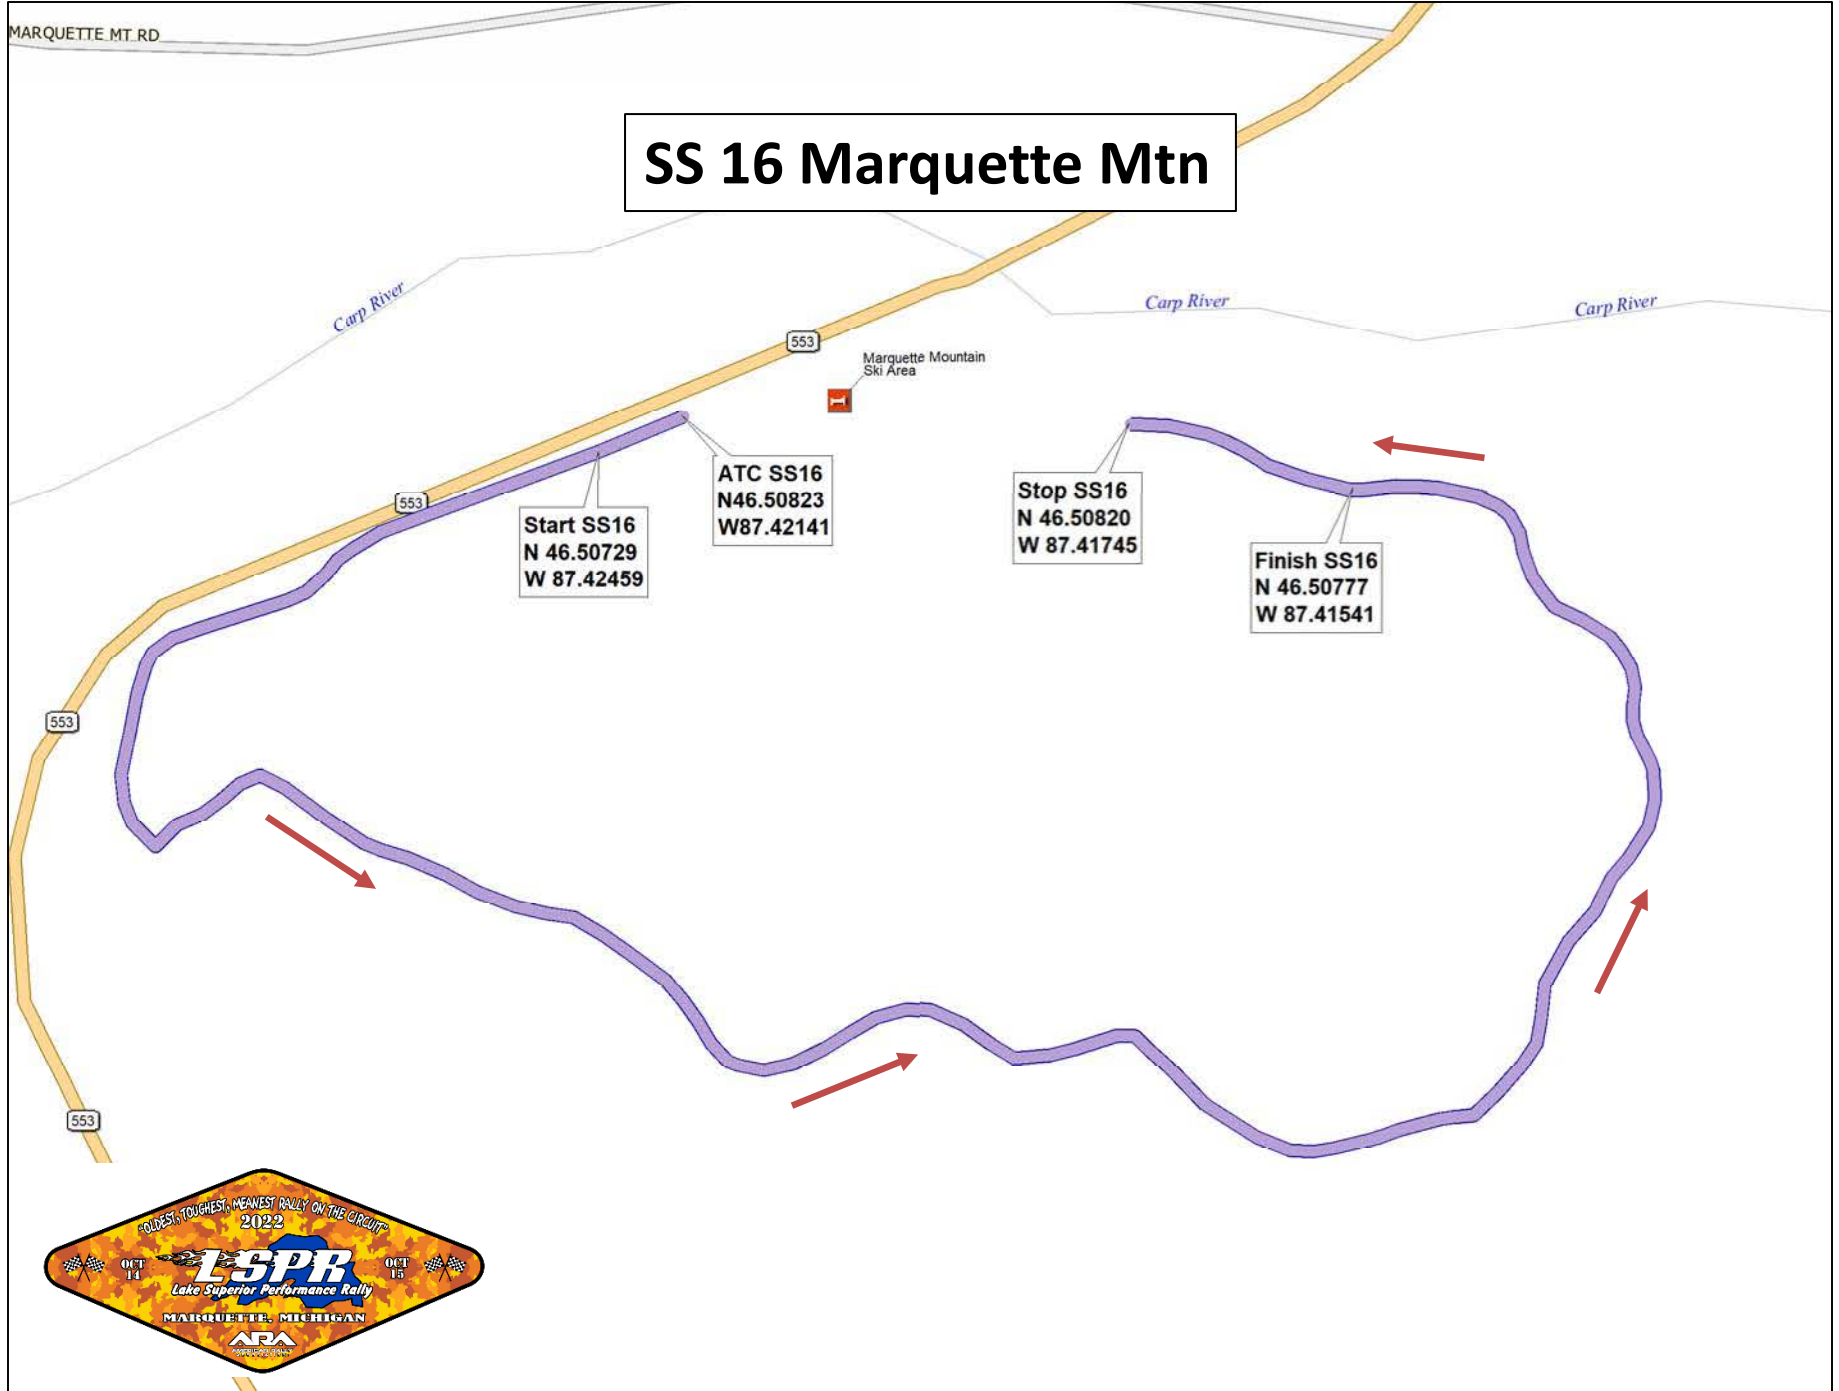 MARQUETTE MT RD
SS 16 Marquette Mtn
Carp River
Carp River
Carp River
553
Marquette Mountain
Ski Area
553
ATC SS16
N46.50823
W87.42141
Start SS16
N 46.50729
W 87.42459
Stop SS16
N 46.50820
W 87.41745
Finish SS16
N 46.50777
W 87.41541
553
553
"OLDEST, TOUGHEST, MEANEST RALLY ON THE CIRCUIT"
2022
OCT
14
LSPR
OCT
15
Lake Superior Performance Rally
MARQUETTE, MICHIGAN
ARA